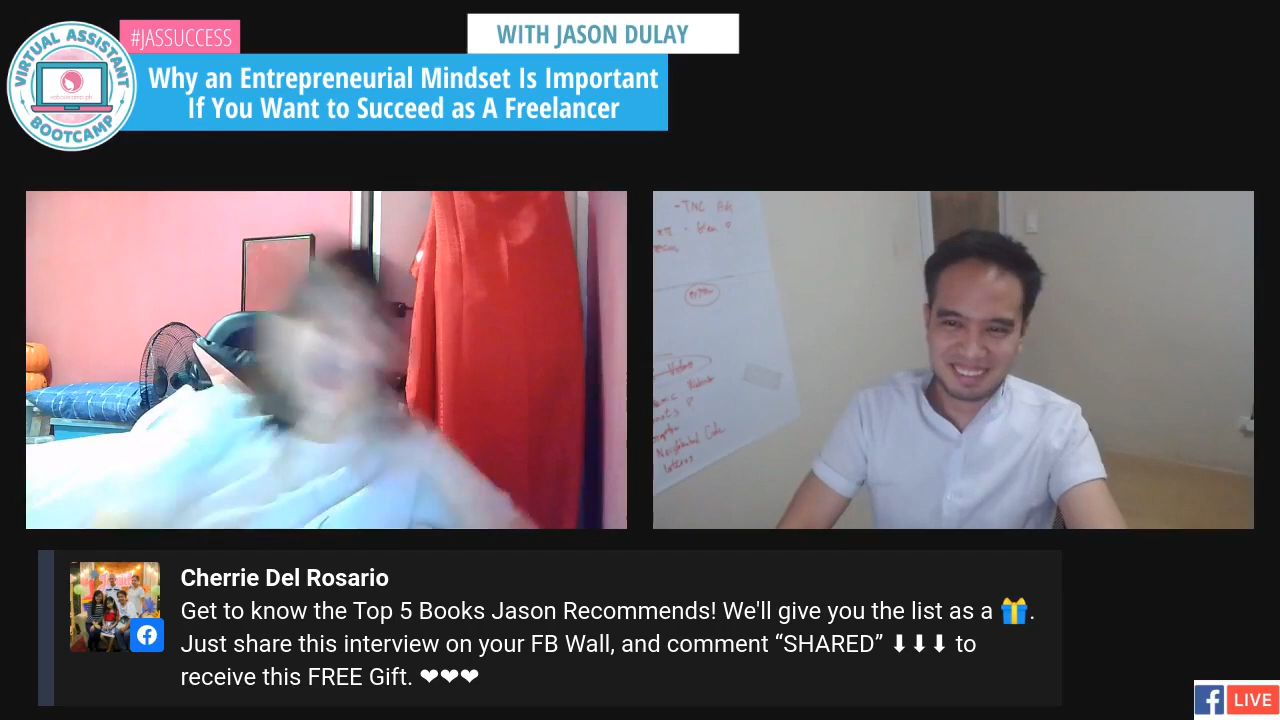 #JASSUCCESS
WITH JASON DULAY
VIRTUAL ASSISTANT
BOOTCAMP
Why an Entrepreneurial Mindset Is Important
If You Want to Succeed as A Freelancer
-TNC
Cherrie Del Rosario
Get to know the Top 5 Books Jason Recommends! We'll give you the list as a 🎁.
Just share this interview on your FB Wall, and comment “SHARED” ⬇⬇⬇ to
receive this FREE Gift. ❤❤❤
LIVE